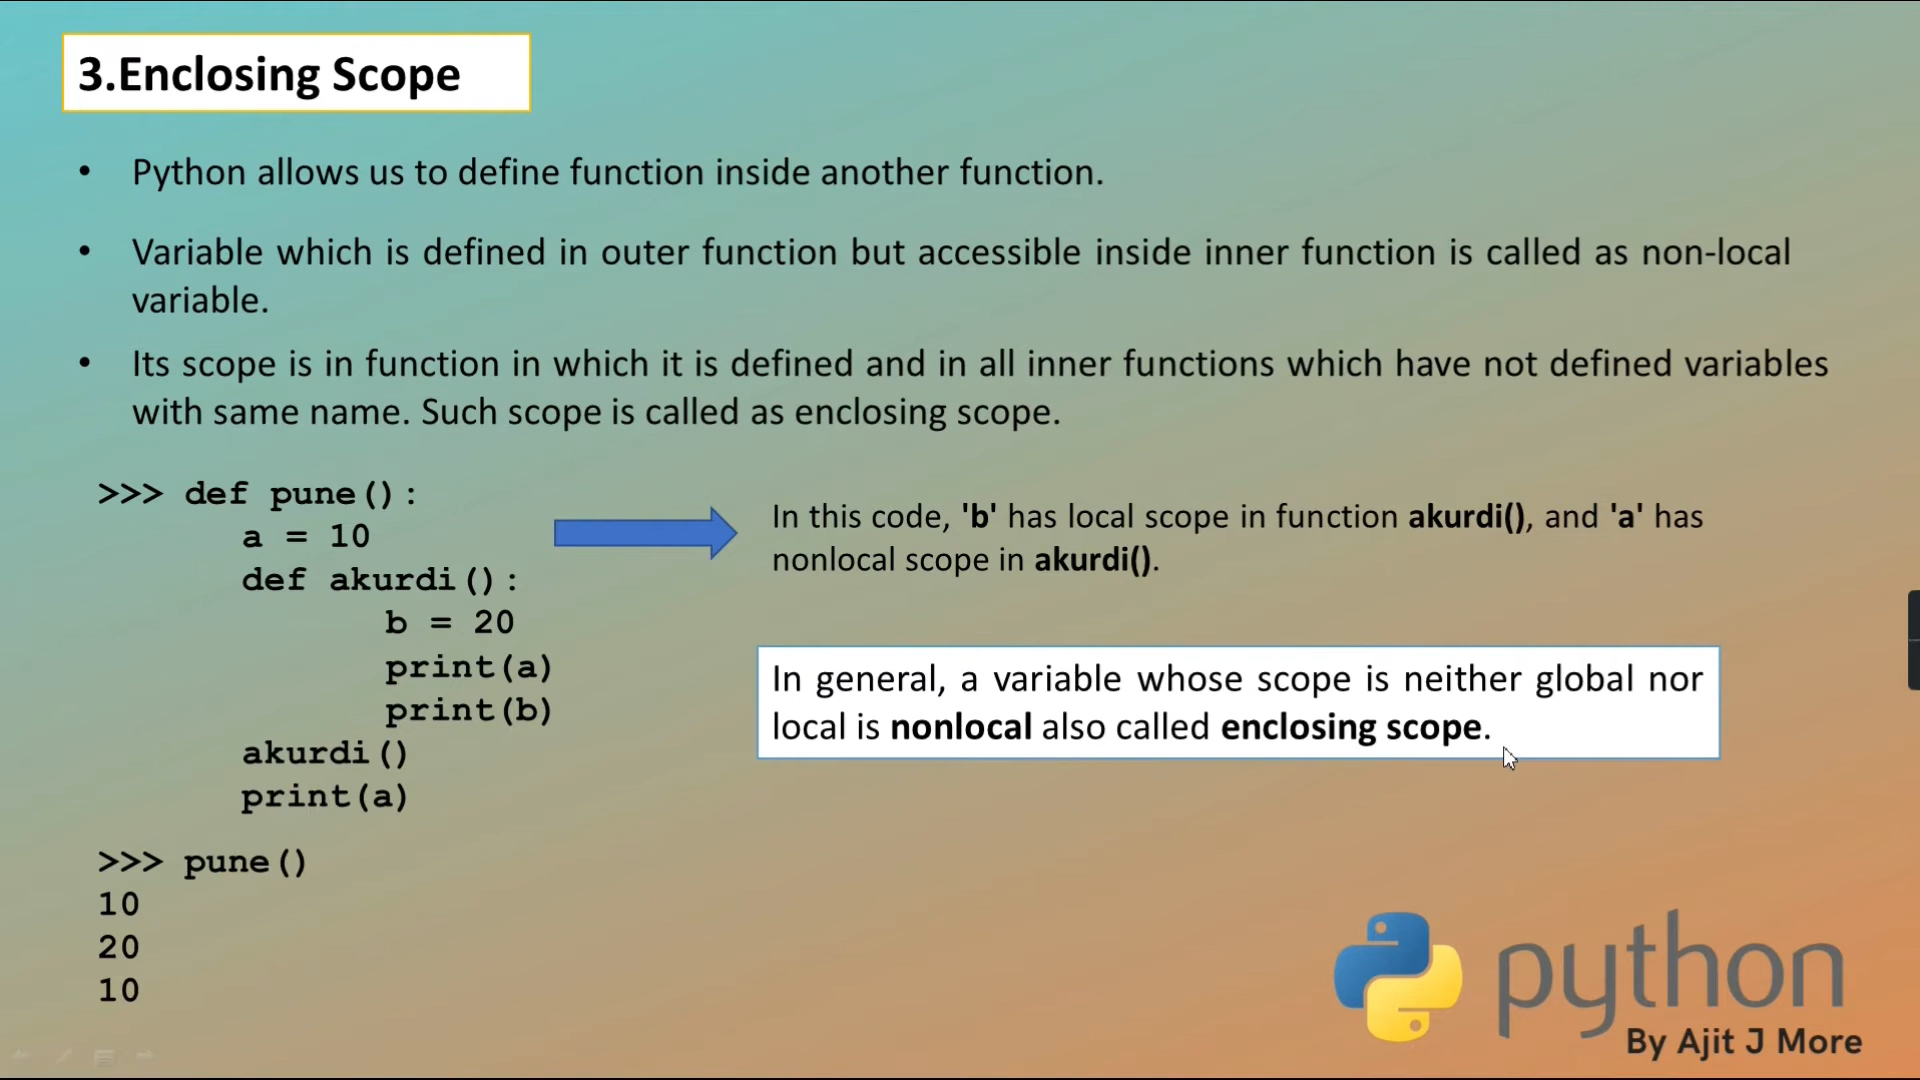 3.Enclosing Scope
• Python allows us to define function inside another function.
• Variable which is defined in outer function but accessible inside inner function is called as non-local
variable.
• Its scope is in function in which it is defined and in all inner functions which have not defined variables
with same name. Such scope is called as enclosing scope.
>>> def pune():
a = 10
def akurdi():
b = 20
print(a)
print(b)
akurdi()
print(a)
>>> pune()
10
20
10
In this code, 'b' has local scope in function akurdi(), and 'a' has
nonlocal scope in akurdi().
In general, a variable whose scope is neither global nor
local is nonlocal also called enclosing scope.
python
By Ajit J More